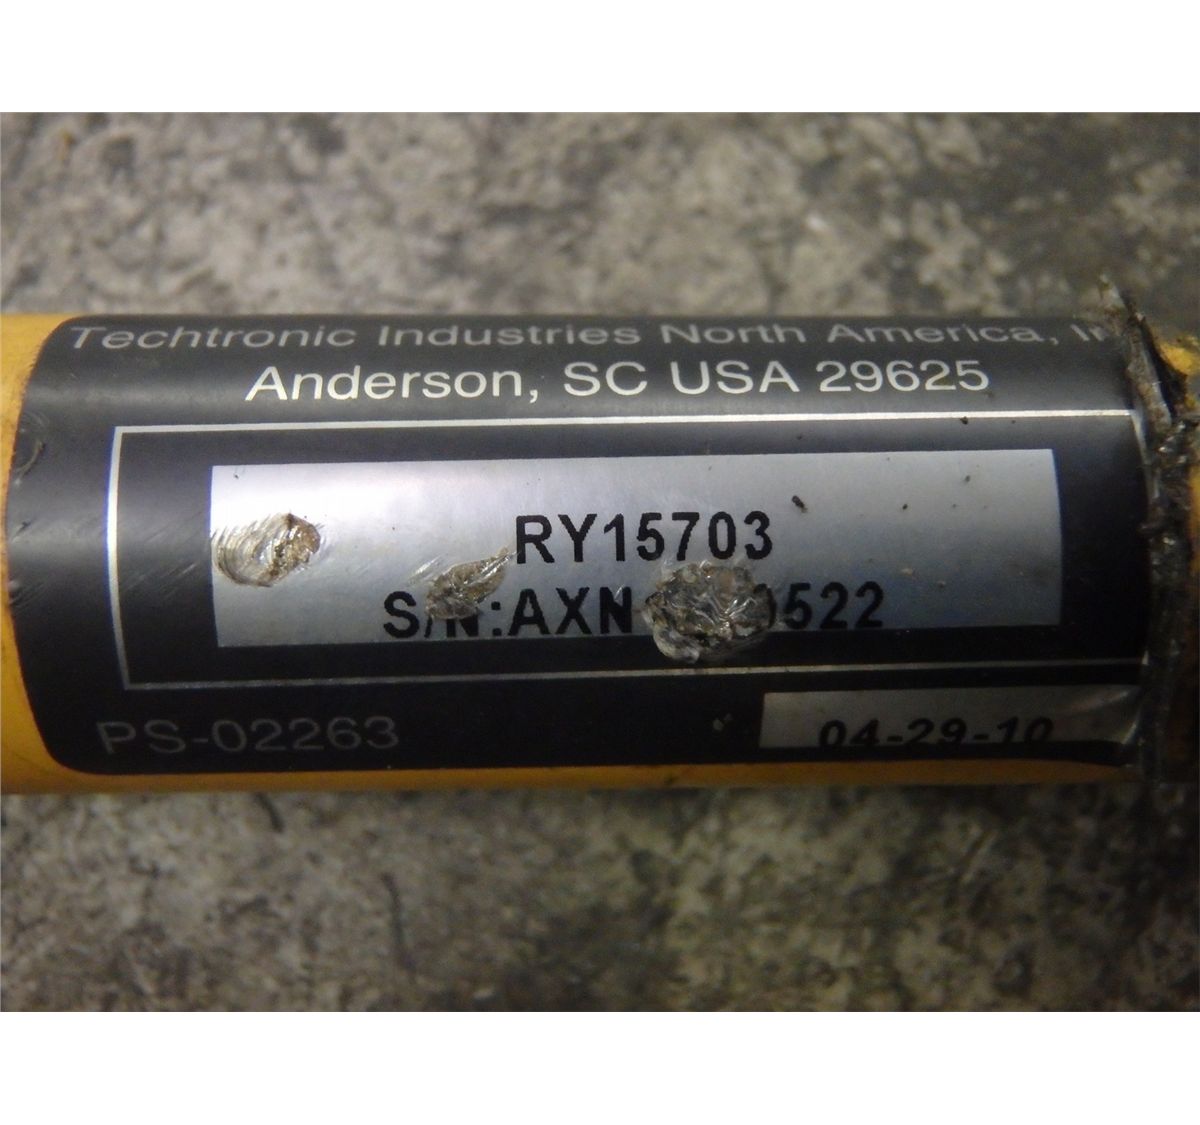 Techtronic Industries North America,
Anderson, SC USA 29625
RY15703
PS-02263
04-29-10